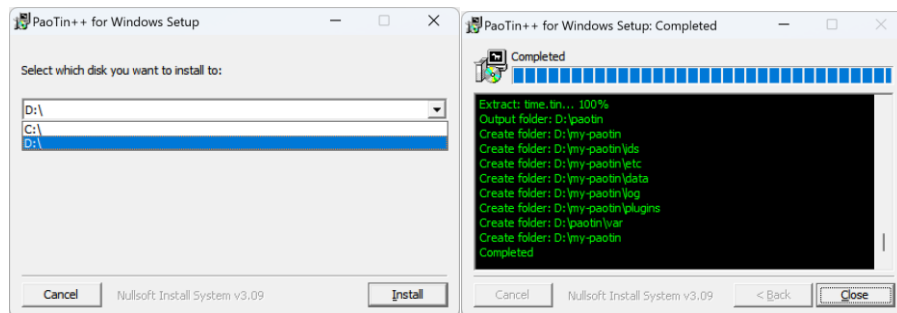 PaoTin++ for Windows Setup
Select which disk you want to install to:
D:\
C:\
D:\
Cancel
Nullsoft Install System v3.09
Install
PaoTin++ for Windows Setup: Completed
Completed
Extract: time.tin... 100%
Output folder: D:\paotin
Create folder: D:\my-paotin
Create folder: D:\my-paotin\ids
Create folder: D:\my-paotin\etc
Create folder: D:\my-paotin\data
Create folder: D:\my-paotin\log
Create folder: D:\my-paotin\plugins
Create folder: D:\paotin\var
Create folder: D:\my-paotin
Completed
Cancel
Nullsoft Install System v3.09
< Back
Close